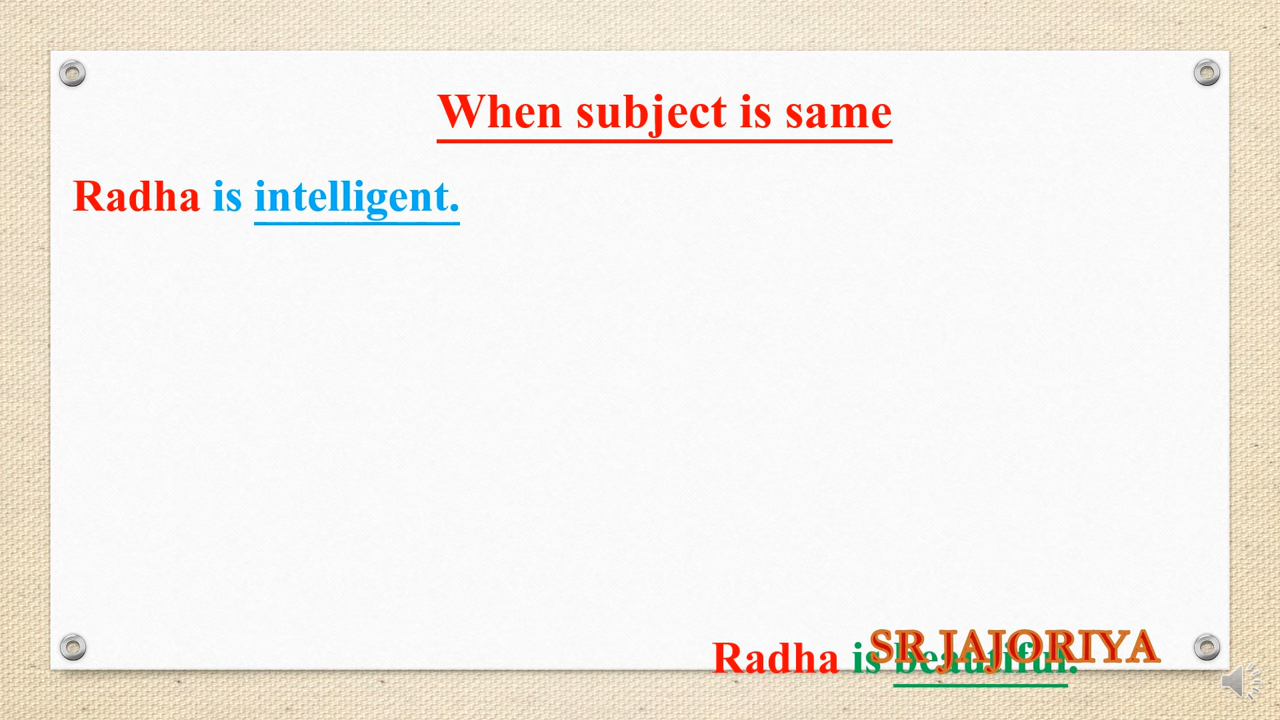 When subject is same
Radha is intelligent.
Radha is beautiful.
SR JAJORIYA